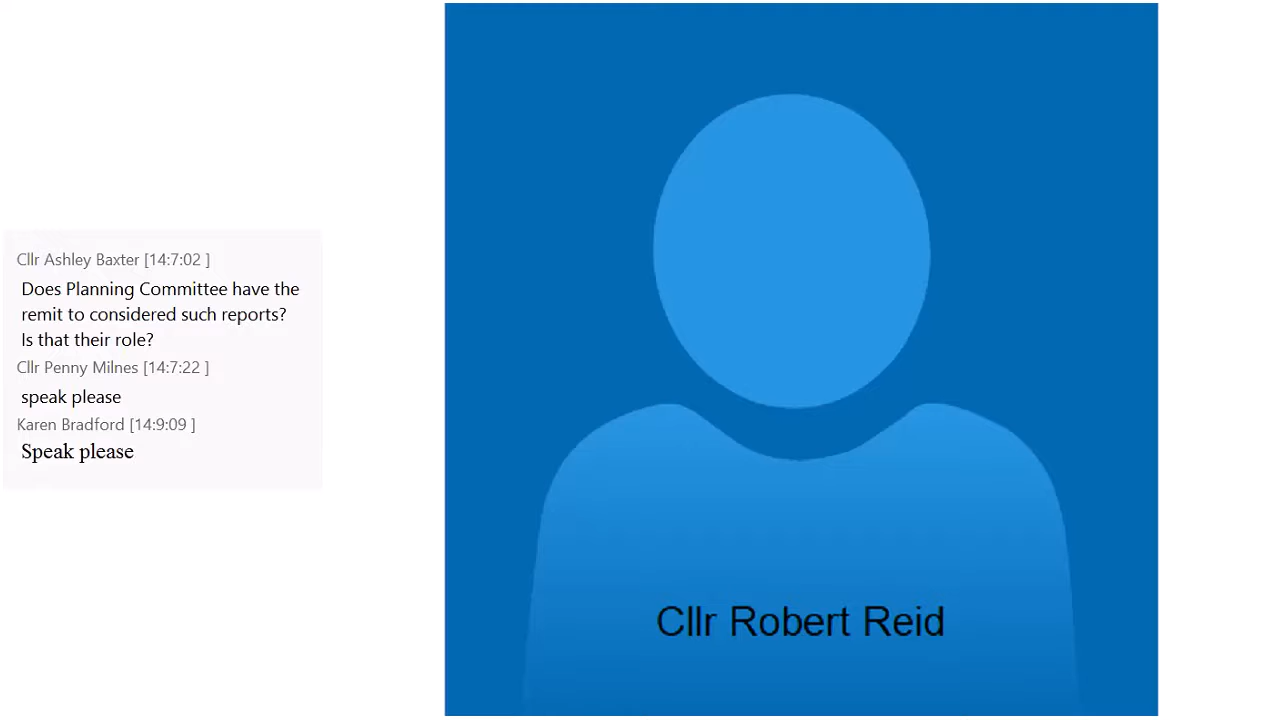 Cllr Ashley Baxter [14:7:02 ]
Does Planning Committee have the
remit to considered such reports?
Is that their role?
Cllr Penny Milnes [14:7:22 ]
speak please
Karen Bradford [14:9:09 ]
Speak please
Cllr Robert Reid